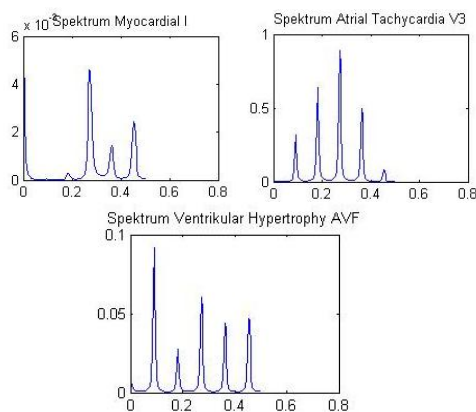 x 10⁻³
Spektrum Myocardial I
6
4
2
0
0 0.2 0.4 0.6 0.8
Spektrum Atrial Tachycardia V3
1
0.5
0
0 0.2 0.4 0.6 0.8
Spektrum Ventrikular Hypertrophy AVF
0.1
0.05
0
0 0.2 0.4 0.6 0.8